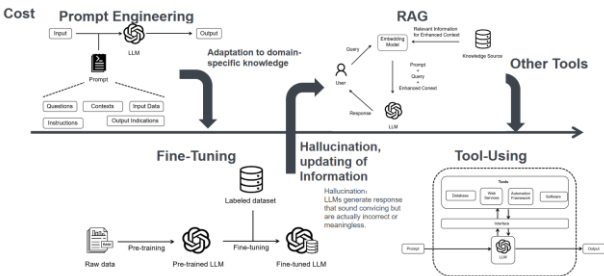 Cost
Prompt Engineering
Input
LLM
Output
Prompt
Questions
Contexts
Input Data
Instructions
Output Indications
Adaptation to domain-
specific knowledge
RAG
Relevant Information
for Enhanced Context
Embedding
Model
Knowledge Source
Query
User
Prompt
+
Query
+
Enhanced Context
Response
LLM
Other Tools
Fine-Tuning
Labeled dataset
Raw data
Pre-training
Pre-trained LLM
Fine-tuning
Fine-tuned LLM
Hallucination,
updating of
Information
Hallucination:
LLMs generate response
that sound convicing but
are actually incorrect or
meaningless.
Tool-Using
Tools
Database
Web
Services
Automation
Framework
Software
Interface
Prompt
LLM
Output